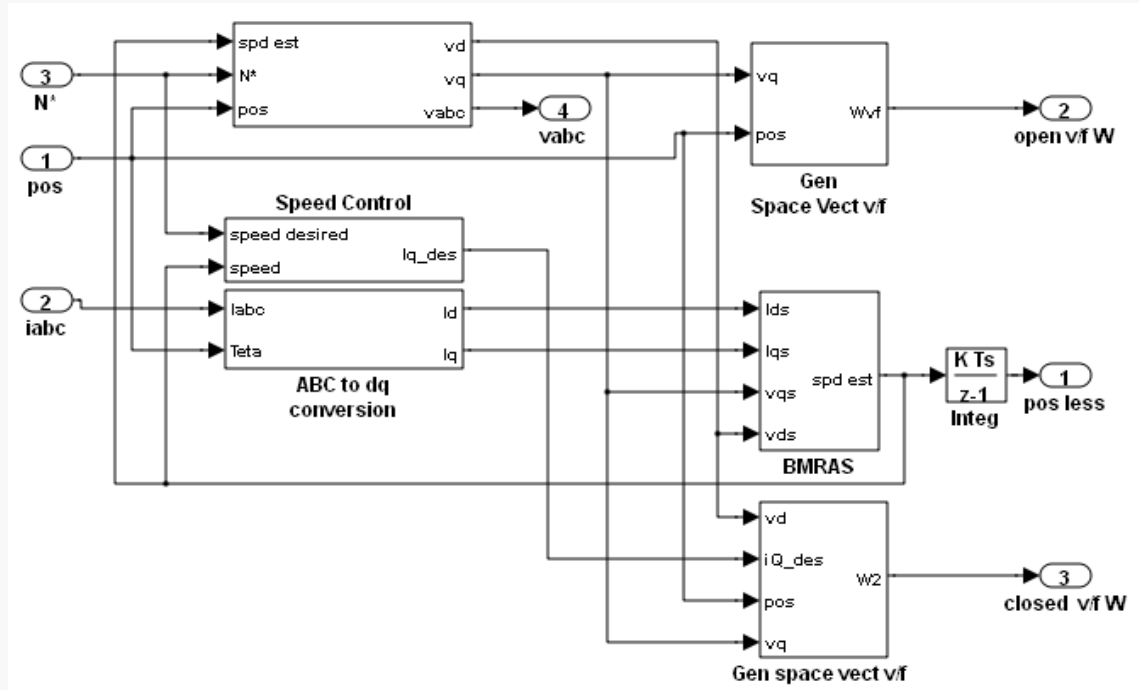 spd est
N*
pos
vd
vq
vabc
3
N*
1
pos
4
vabc
vq
pos
Wvf
Gen
Space Vect v/f
2
open v/f W
Speed Control
speed desired
speed
Iq_des
2
iabc
Iabc
Teta
Id
Iq
ABC to dq
conversion
Ids
Iqs
vqs
vds
spd est
BMRAS
K Ts
z-1
Integ
1
pos less
vd
iQ_des
pos
vq
W2
Gen space vect v/f
3
closed v/f W